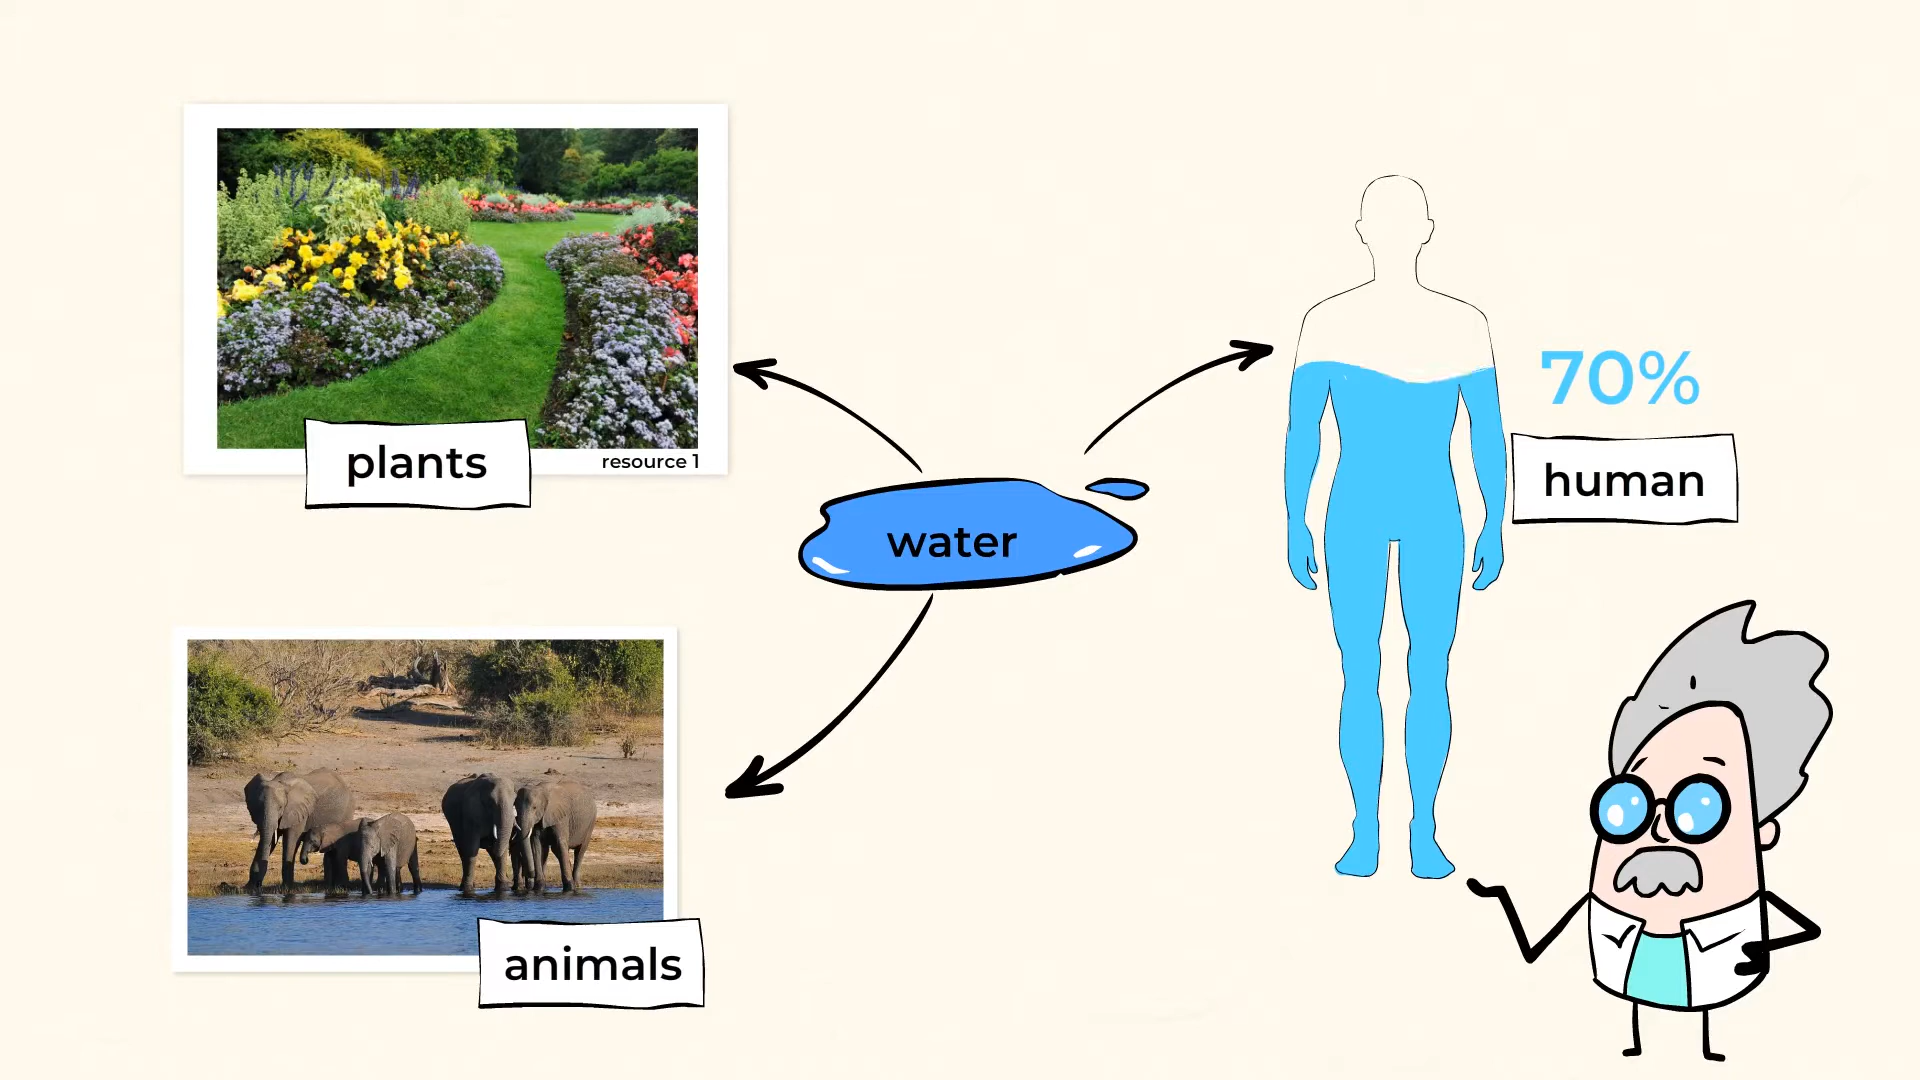 plants
resource 1
water
70%
human
animals